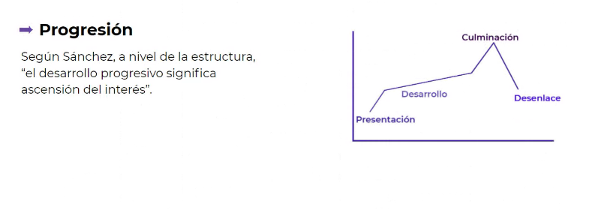 Progresión
Según Sánchez, a nivel de la estructura,
“el desarrollo progresivo significa
ascensión del interés”.
Culminación
Desarrollo
Desenlace
Presentación